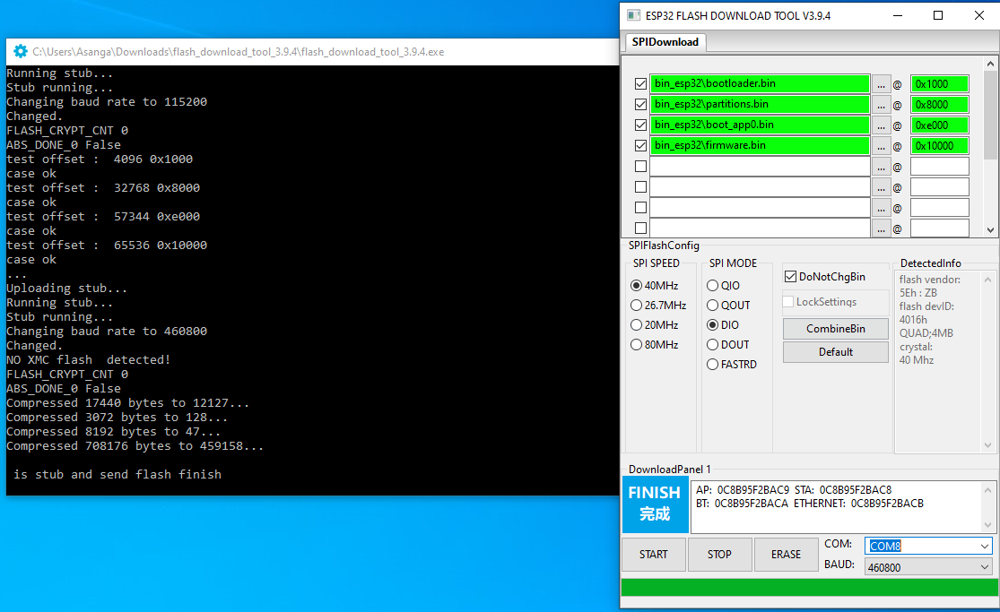 C:\Users\Asanga\Downloads\flash_download_tool_3.9.4\flash_download_tool_3.9.4.exe
Running stub...
Stub running...
Changing baud rate to 115200
Changed.
FLASH_CRYPT_CNT 0
ABS_DONE_0 False
test offset :  4096 0x1000
case ok
test offset :  32768 0x8000
case ok
test offset :  57344 0xe000
case ok
test offset :  65536 0x10000
case ok
...
Uploading stub...
Running stub...
Stub running...
Changing baud rate to 460800
Changed.
NO XMC flash  detected!
FLASH_CRYPT_CNT 0
ABS_DONE_0 False
Compressed 17440 bytes to 12127...
Compressed 3072 bytes to 128...
Compressed 8192 bytes to 47...
Compressed 708176 bytes to 459158...
is stub and send flash finish
ESP32 FLASH DOWNLOAD TOOL V3.9.4
SPIDownload
bin_esp32\bootloader.bin ... @ 0x1000
bin_esp32\partitions.bin ... @ 0x8000
bin_esp32\boot_app0.bin ... @ 0xe000
bin_esp32\firmware.bin ... @ 0x10000
... @
... @
... @
... @
SPIFlashConfig
SPI SPEED
40MHz
26.7MHz
20MHz
80MHz
SPI MODE
QIO
QOUT
DIO
DOUT
FASTRD
DoNotChgBin
LockSettings
CombineBin
Default
DetectedInfo
flash vendor:
5Eh : ZB
flash devID:
4016h
QUAD;4MB
crystal:
40 Mhz
DownloadPanel 1
FINISH
完成
AP:  0C8B95F2BAC9  STA:  0C8B95F2BAC8
BT:  0C8B95F2BACA  ETHERNET:  0C8B95F2BACB
START
STOP
ERASE
COM: COM8
BAUD: 460800